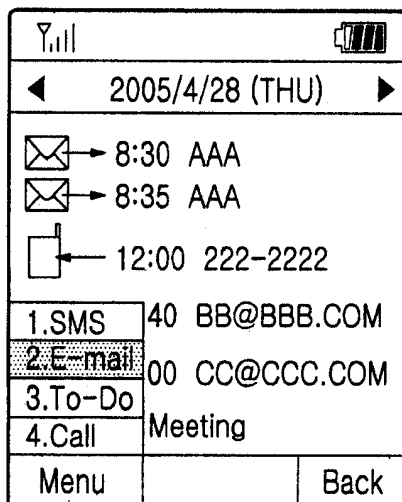 2005/4/28 (THU)
8:30 AAA
8:35 AAA
12:00 222-2222
40 BB@BBB.COM
00 CC@CCC.COM
Meeting
1.SMS
2.E-mail
3.To-Do
4.Call
Menu
Back